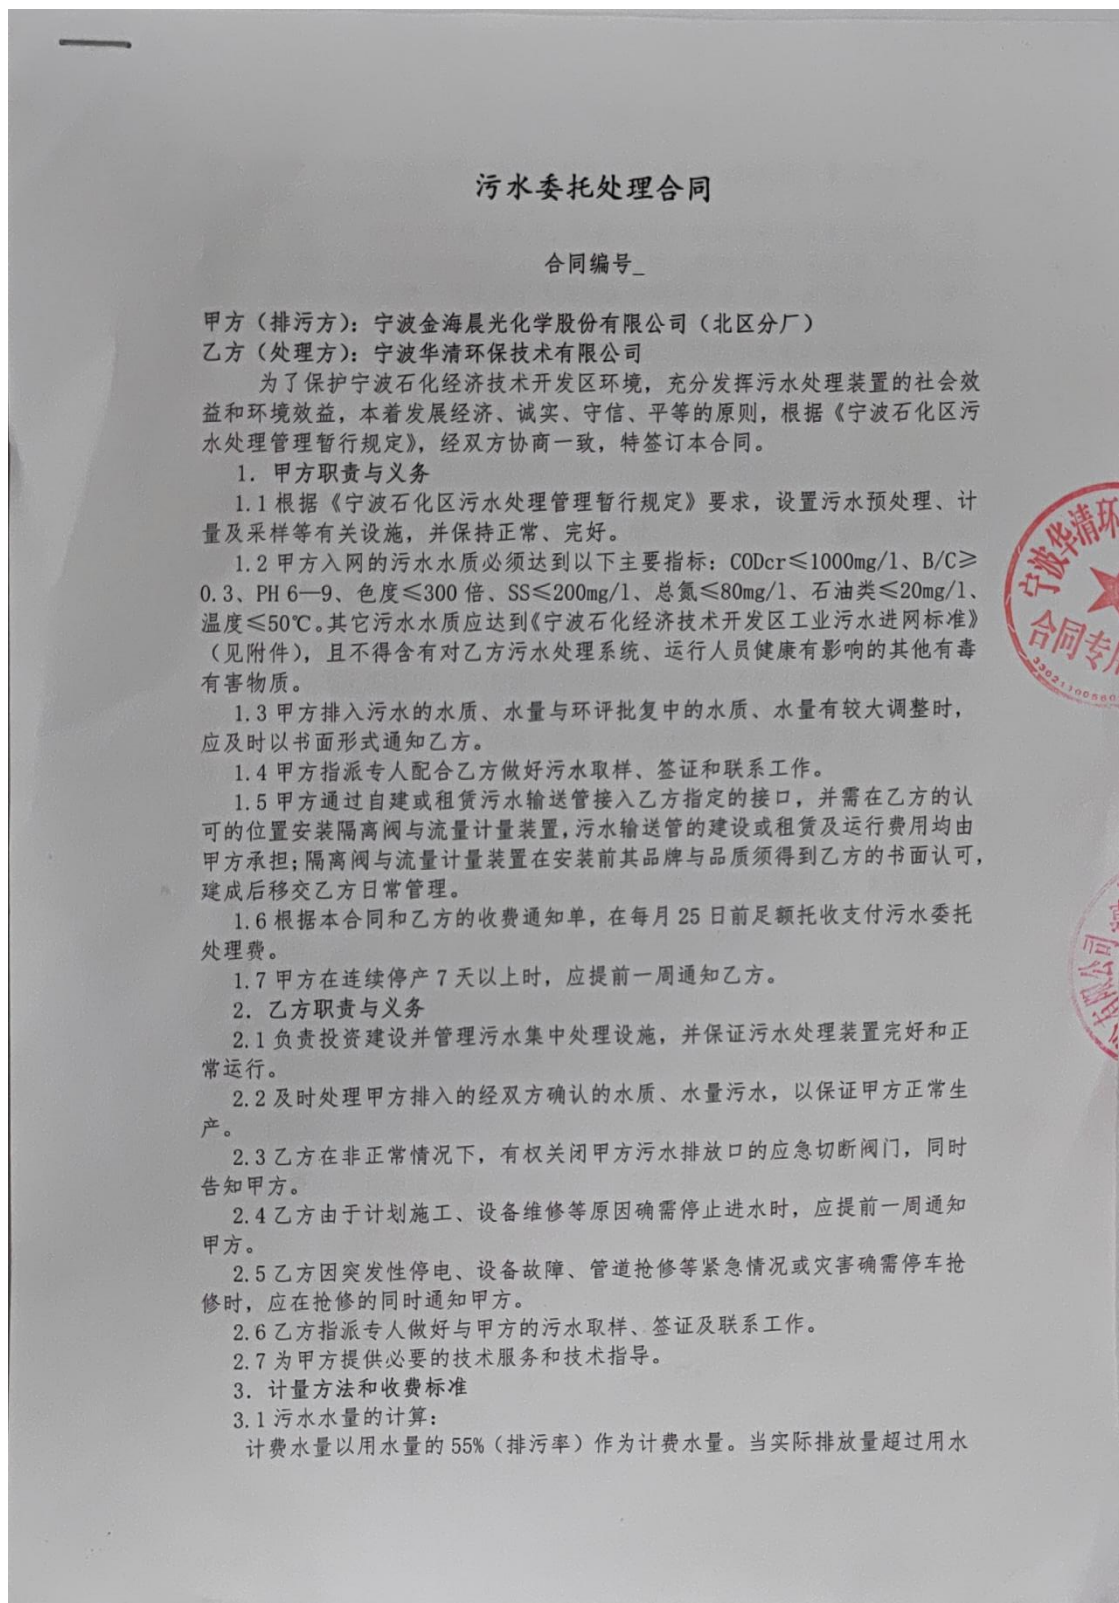 污水委托处理合同
合同编号_
甲方（排污方）：宁波金海晨光化学股份有限公司（北区分厂）
乙方（处理方）：宁波华清环保技术有限公司
为了保护宁波石化经济技术开发区环境，充分发挥污水处理装置的社会效
益和环境效益，本着发展经济、诚实、守信、平等的原则，根据《宁波石化区污
水处理管理暂行规定》，经双方协商一致，特签订本合同。
1. 甲方职责与义务
1.1 根据《宁波石化区污水处理管理暂行规定》要求，设置污水预处理、计
量及采样等有关设施，并保持正常、完好。
1.2 甲方入网的污水水质必须达到以下主要指标：CODcr≤1000mg/l、B/C≥
0.3、PH 6—9、色度≤300 倍、SS≤200mg/l、总氮≤80mg/l、石油类≤20mg/l、
温度≤50℃。其它污水水质应达到《宁波石化经济技术开发区工业污水进网标准》
（见附件），且不得含有对乙方污水处理系统、运行人员健康有影响的其他有毒
有害物质。
1.3 甲方排入污水的水质、水量与环评批复中的水质、水量有较大调整时，
应及时以书面形式通知乙方。
1.4 甲方指派专人配合乙方做好污水取样、签证和联系工作。
1.5 甲方通过自建或租赁污水输送管接入乙方指定的接口，并需在乙方的认
可的位置安装隔离阀与流量计量装置，污水输送管的建设或租赁及运行费用均由
甲方承担；隔离阀与流量计量装置在安装前其品牌与品质须得到乙方的书面认可，
建成后移交乙方日常管理。
1.6 根据本合同和乙方的收费通知单，在每月 25 日前足额托收支付污水委托
处理费。
1.7 甲方在连续停产 7 天以上时，应提前一周通知乙方。
2. 乙方职责与义务
2.1 负责投资建设并管理污水集中处理设施，并保证污水处理装置完好和正
常运行。
2.2 及时处理甲方排入的经双方确认的水质、水量污水，以保证甲方正常生
产。
2.3 乙方在非正常情况下，有权关闭甲方污水排放口的应急切断阀门，同时
告知甲方。
2.4 乙方由于计划施工、设备维修等原因确需停止进水时，应提前一周通知
甲方。
2.5 乙方因突发性停电、设备故障、管道抢修等紧急情况或灾害确需停车抢
修时，应在抢修的同时通知甲方。
2.6 乙方指派专人做好与甲方的污水取样、签证及联系工作。
2.7 为甲方提供必要的技术服务和技术指导。
3. 计量方法和收费标准
3.1 污水水量的计算：
计费水量以用水量的 55%（排污率）作为计费水量。当实际排放量超过用水
宁波华清环
合同专用
有限公司